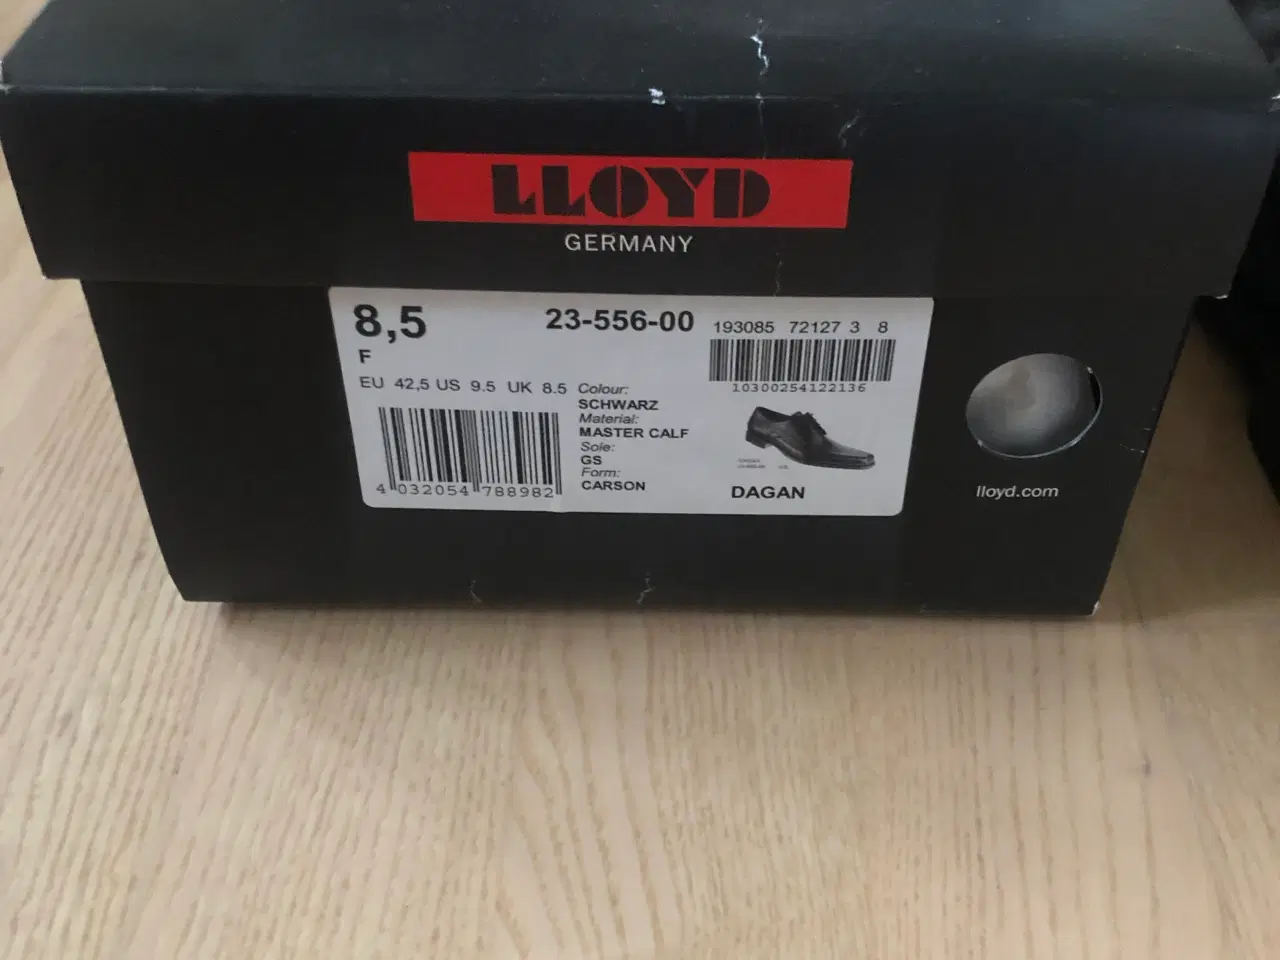 LLOYD
GERMANY
8,5
F
23-556-00
193085 72127 3 8
10300254122136
EU 42,5 US 9.5 UK 8.5
Colour:
SCHWARZ
Material:
MASTER CALF
Sole:
GS
Form:
CARSON
4 032054 788982
DAGAN
lloyd.com